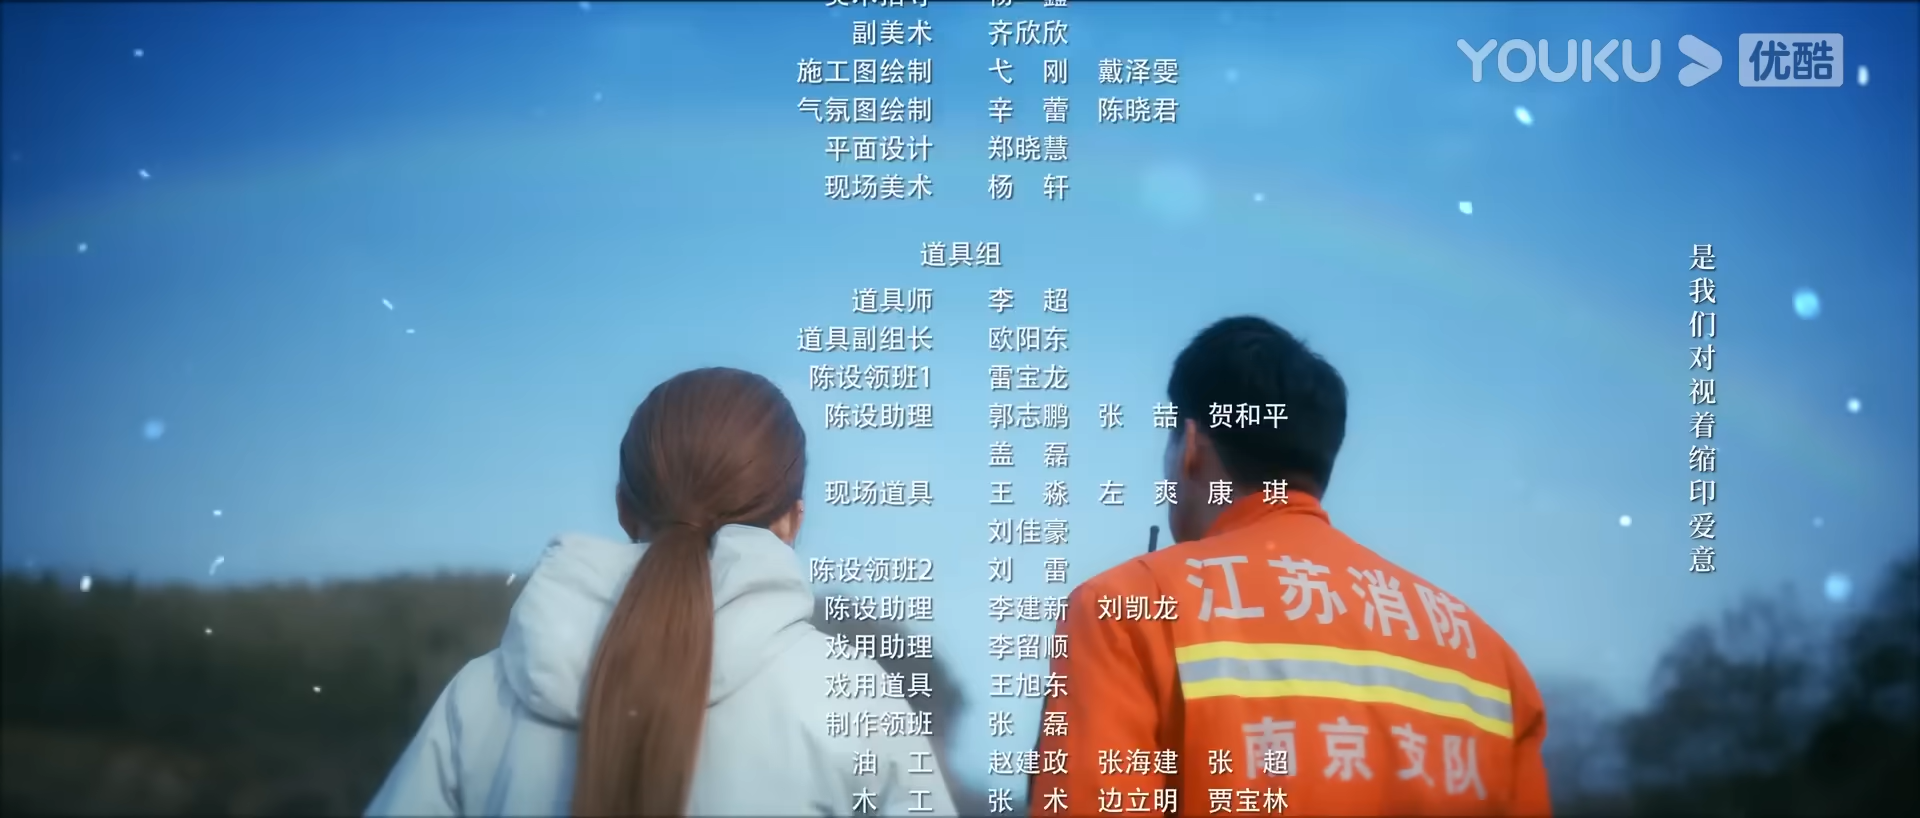 副美术 齐欣欣
施工图绘制 弋 刚 戴泽雯
气氛图绘制 辛 蕾 陈晓君
平面设计 郑晓慧
现场美术 杨 轩
道具组
道具师 李 超
道具副组长 欧阳东
陈设领班1 雷宝龙
陈设助理 郭志鹏 张 喆 贺和平
盖 磊
现场道具 王 淼 左 爽 康 琪
刘佳豪
陈设领班2 刘 雷
陈设助理 李建新 刘凯龙
戏用助理 李留顺
戏用道具 王旭东
制作领班 张 磊
油 工 赵建政 张海建 张 超
木 工 张 术 边立明 贾宝林
YOUKU 优酷
是我们对视着缩印爱意
江苏消防
南京支队